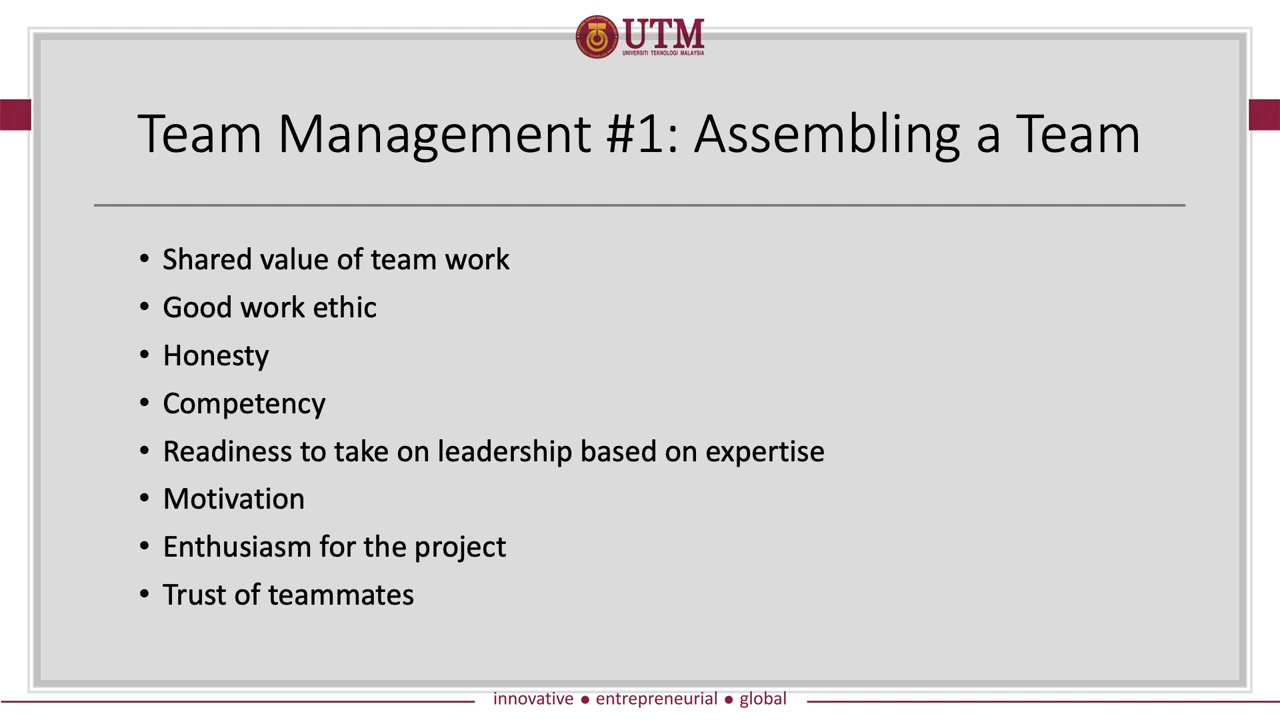 UTM
UNIVERSITI TEKNOLOGI MALAYSIA
Team Management #1: Assembling a Team
• Shared value of team work
• Good work ethic
• Honesty
• Competency
• Readiness to take on leadership based on expertise
• Motivation
• Enthusiasm for the project
• Trust of teammates
innovative ● entrepreneurial ● global